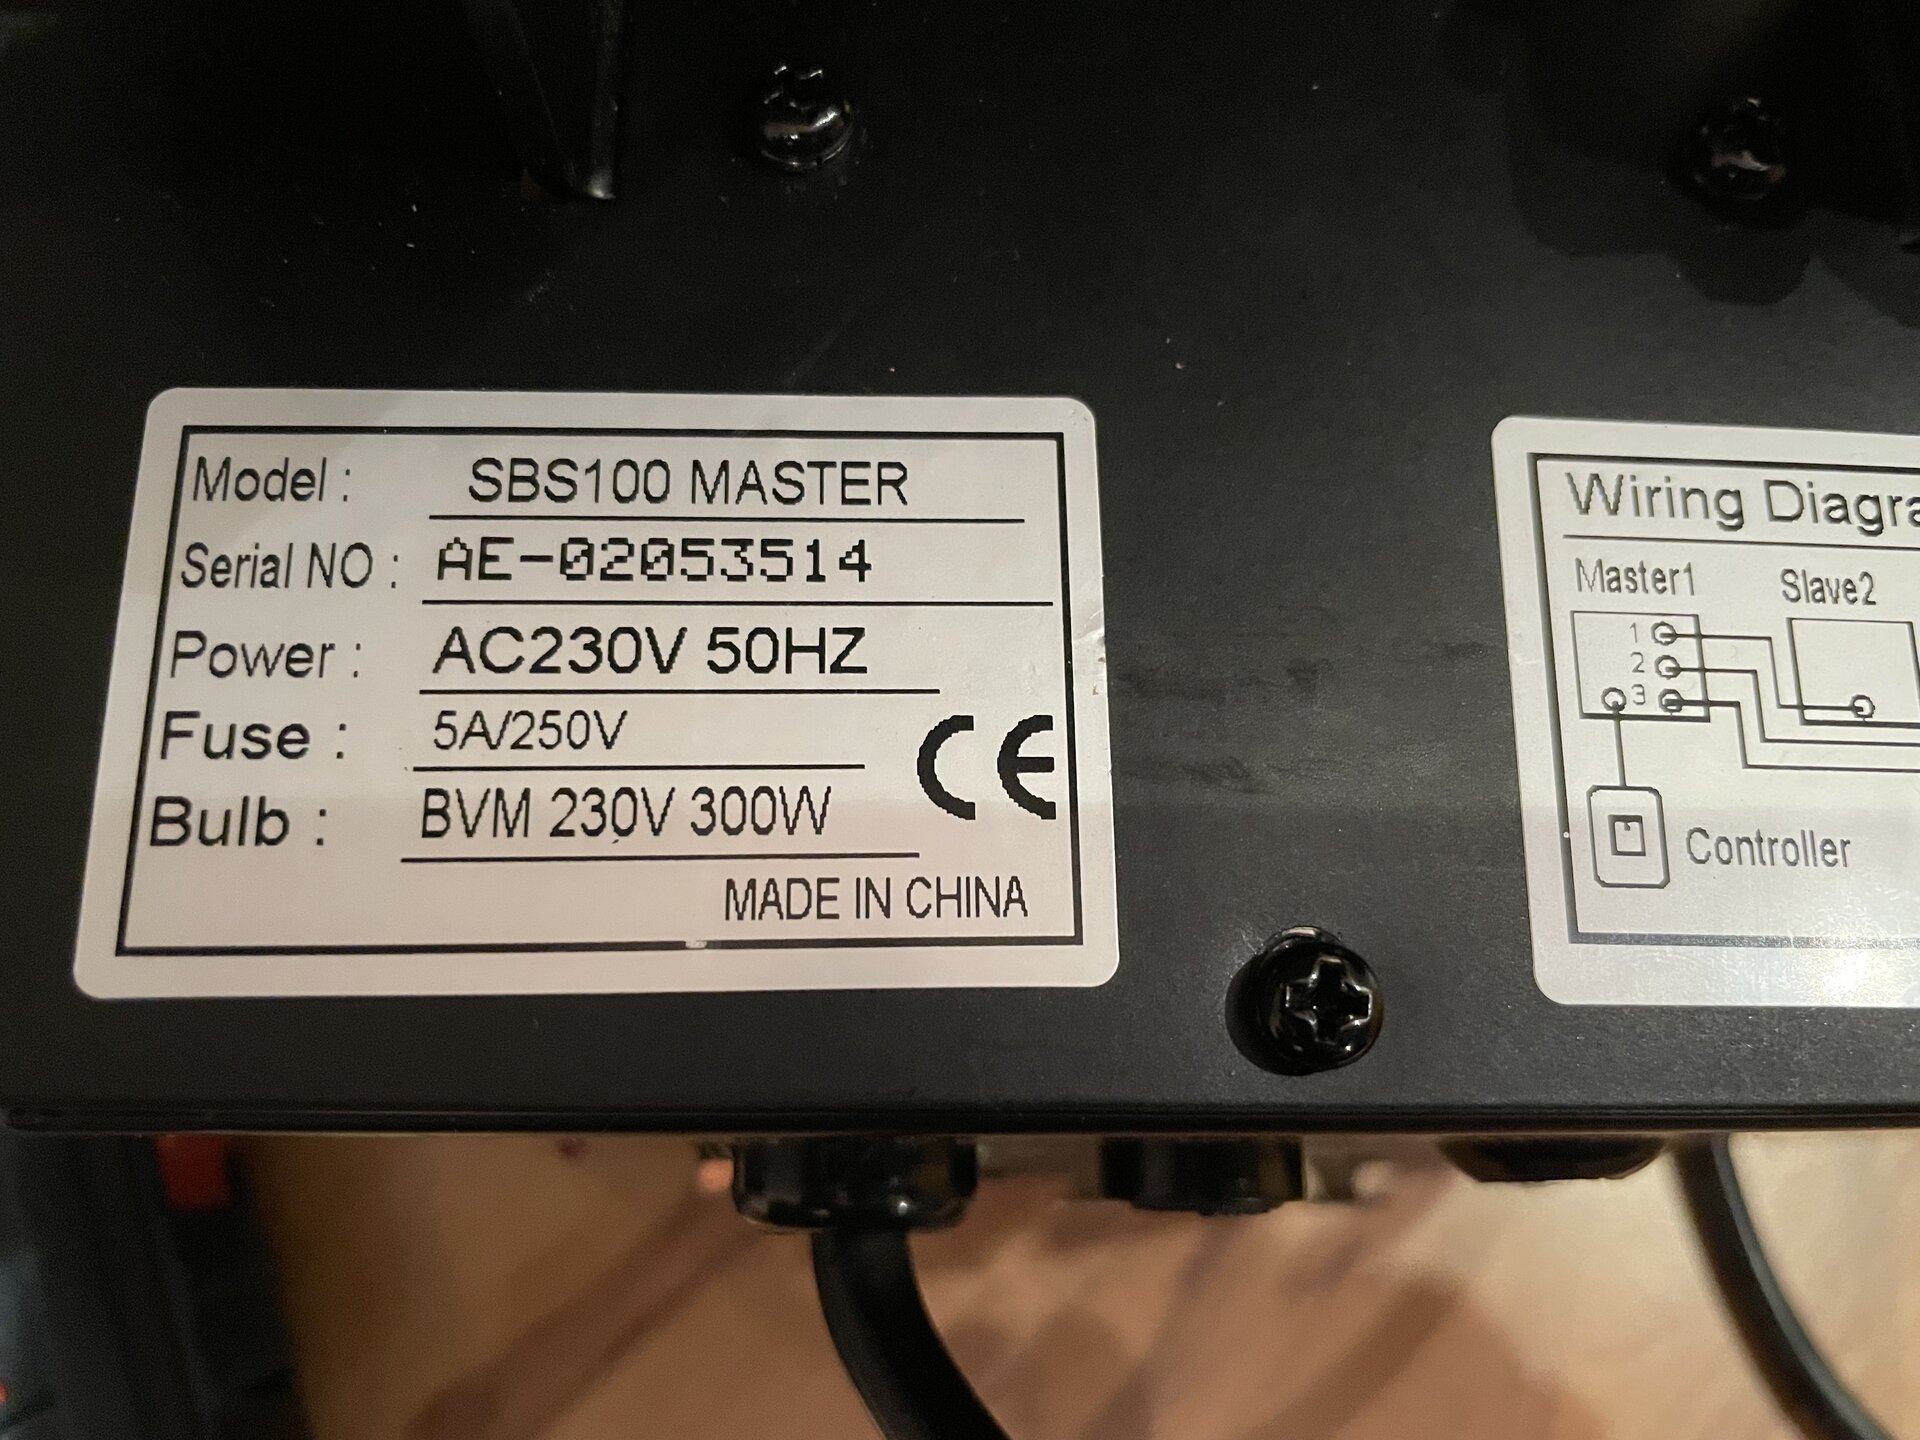 Model : SBS100 MASTER
Serial NO : AE-02053514
Power : AC230V 50HZ
Fuse : 5A/250V
CE
Bulb : BVM 230V 300W
MADE IN CHINA
Wiring Diagra
Master1 Slave2
1
2
3
Controller